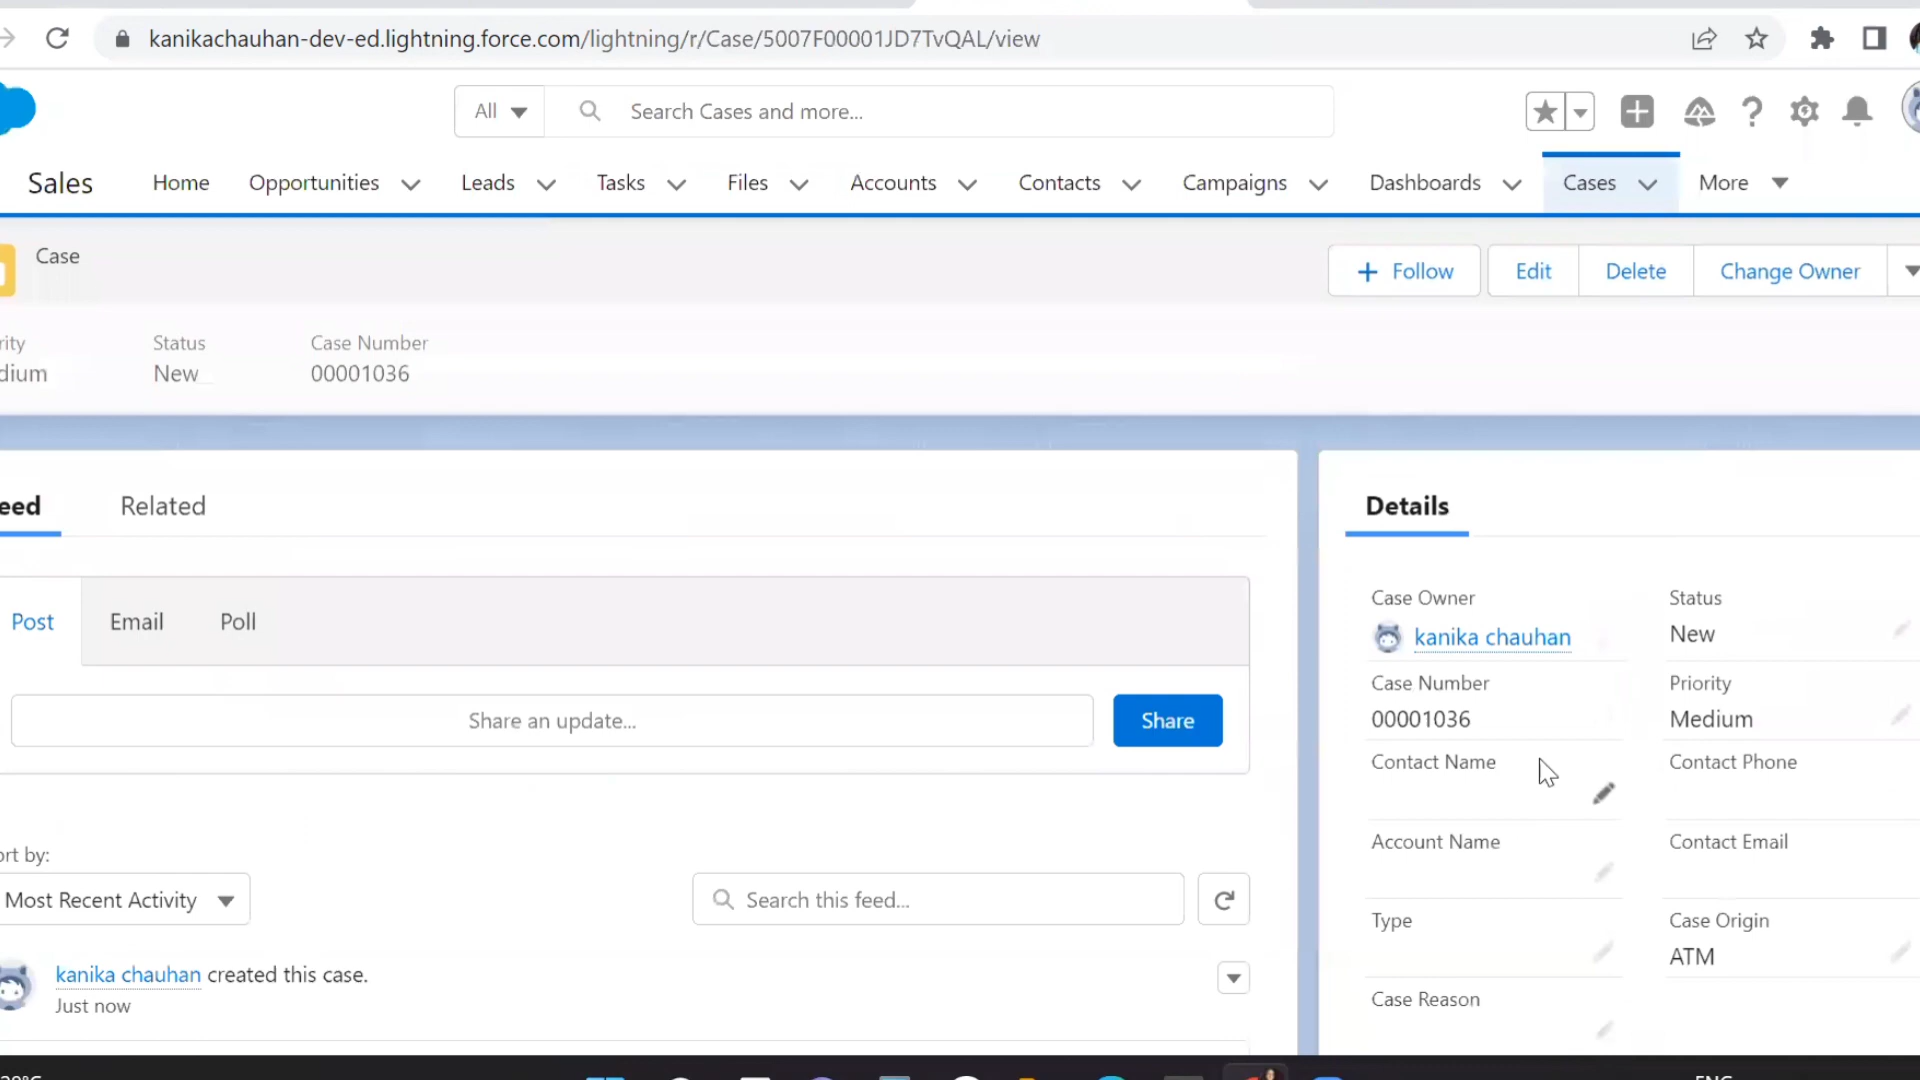 kanikachauhan-dev-ed.lightning.force.com/lightning/r/Case/5007F00001JD7TvQAL/view
All Search Cases and more...
Sales Home Opportunities Leads Tasks Files Accounts Contacts Campaigns Dashboards Cases More
Case
Follow Edit Delete Change Owner
rity Status Case Number
dium New 00001036
eed Related
Details
Post Email Poll
Share an update... Share
ort by:
Most Recent Activity
Search this feed...
kanika chauhan created this case.
Just now
Case Owner
kanika chauhan
Status
New
Case Number
00001036
Priority
Medium
Contact Name
Contact Phone
Account Name
Contact Email
Type
Case Origin
ATM
Case Reason